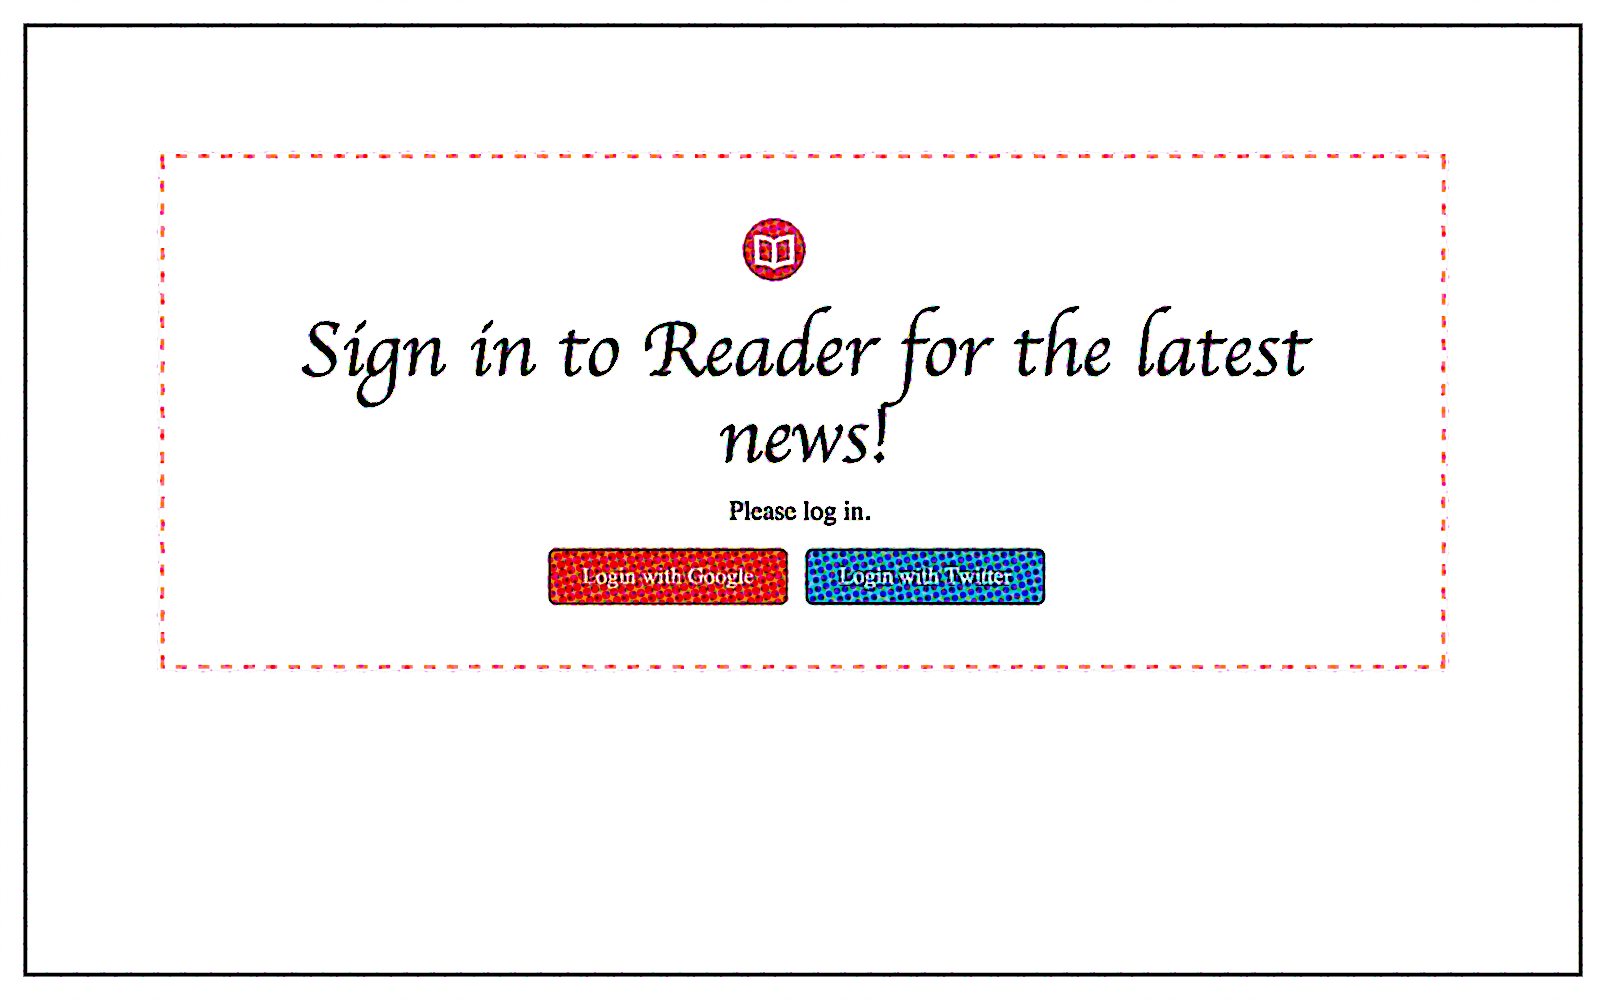 Sign in to Reader for the latest
news!
Please log in.
Login with Google
Login with Twitter